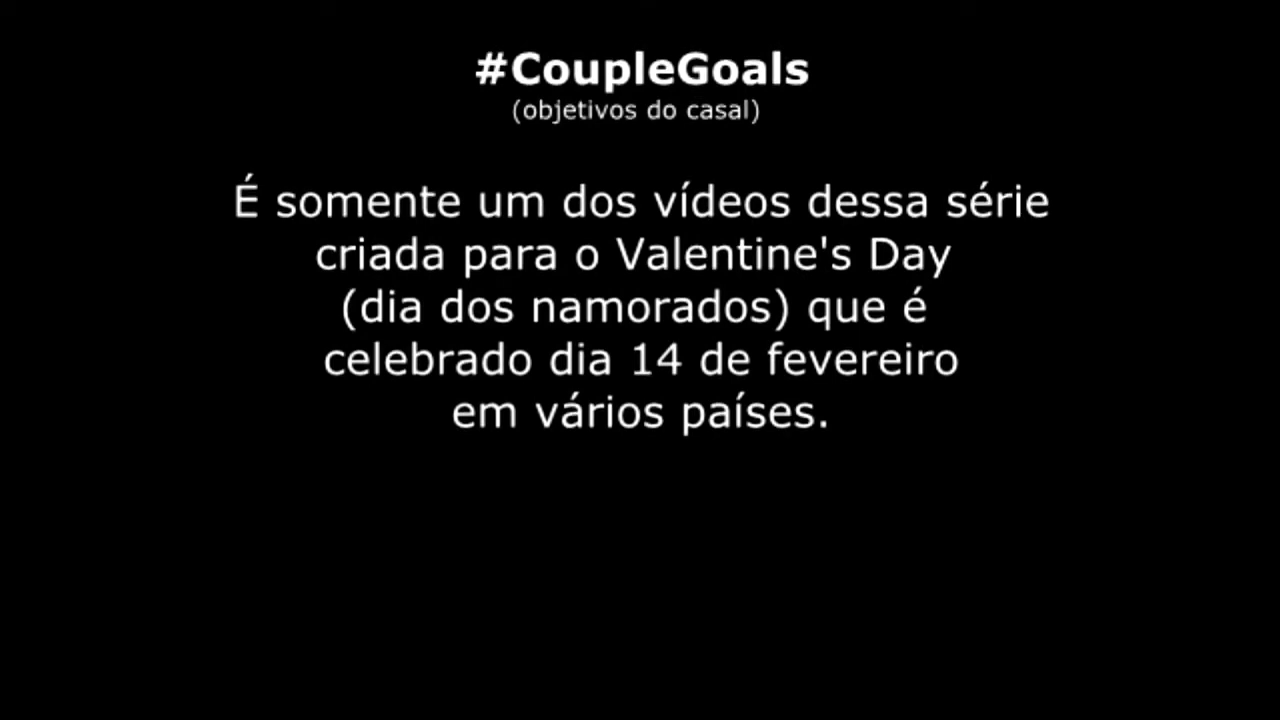 #CoupleGoals
(objetivos do casal)
É somente um dos vídeos dessa série
criada para o Valentine's Day
(dia dos namorados) que é
celebrado dia 14 de fevereiro
em vários países.